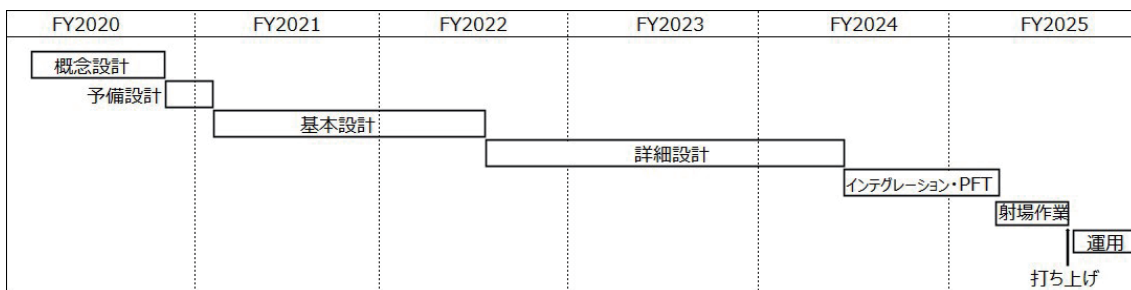 FY2020 FY2021 FY2022 FY2023 FY2024 FY2025
概念設計
予備設計
基本設計
詳細設計
インテグレーション・PFT
射場作業
運用
打ち上げ